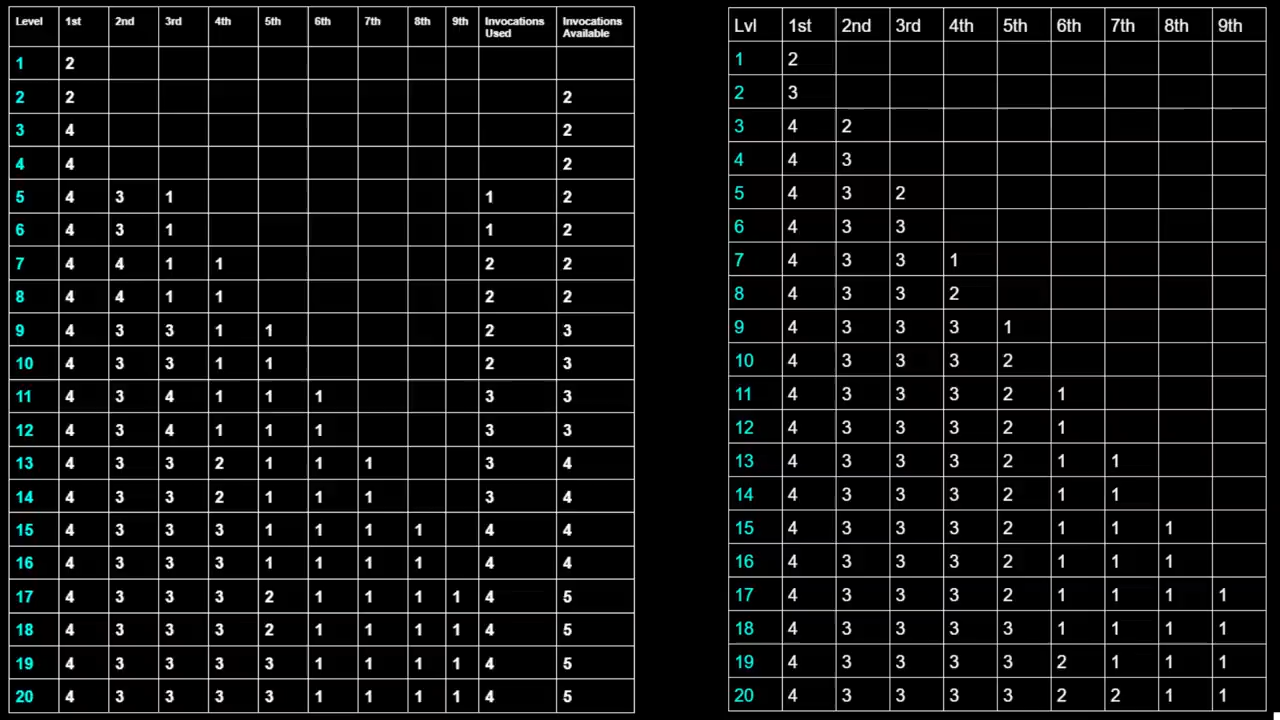 Level 1st 2nd 3rd 4th 5th 6th 7th 8th 9th Invocations Used Invocations Available
1 2
2 2 2
3 4 2
4 4 2
5 4 3 1 1 2
6 4 3 1 1 2
7 4 4 1 1 2 2
8 4 4 1 1 2 2
9 4 3 3 1 1 2 3
10 4 3 3 1 1 2 3
11 4 3 4 1 1 1 3 3
12 4 3 4 1 1 1 3 3
13 4 3 3 2 1 1 1 3 4
14 4 3 3 2 1 1 1 3 4
15 4 3 3 3 1 1 1 1 4 4
16 4 3 3 3 1 1 1 1 4 4
17 4 3 3 3 2 1 1 1 1 4 5
18 4 3 3 3 2 1 1 1 1 4 5
19 4 3 3 3 3 1 1 1 1 4 5
20 4 3 3 3 3 1 1 1 1 4 5
Lvl 1st 2nd 3rd 4th 5th 6th 7th 8th 9th
1 2
2 3
3 4 2
4 4 3
5 4 3 2
6 4 3 3
7 4 3 3 1
8 4 3 3 2
9 4 3 3 3 1
10 4 3 3 3 2
11 4 3 3 3 2 1
12 4 3 3 3 2 1
13 4 3 3 3 2 1 1
14 4 3 3 3 2 1 1
15 4 3 3 3 2 1 1 1
16 4 3 3 3 2 1 1 1
17 4 3 3 3 2 1 1 1 1
18 4 3 3 3 3 1 1 1 1
19 4 3 3 3 3 2 1 1 1
20 4 3 3 3 3 2 2 1 1